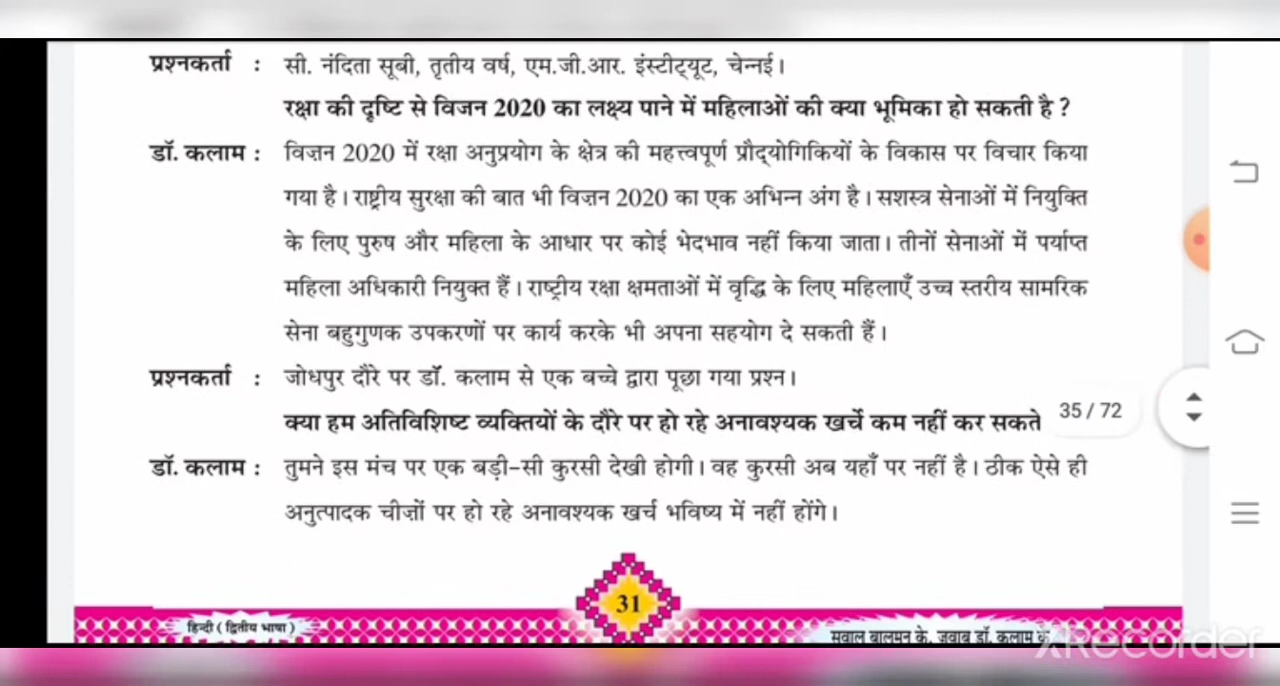 प्रश्नकर्ता : सी. नंदिता सूबी, तृतीय वर्ष, एम.जी.आर. इंस्टीट्यूट, चेन्नई।
रक्षा की दृष्टि से विजन 2020 का लक्ष्य पाने में महिलाओं की क्या भूमिका हो सकती है ?
डॉ. कलाम : विज़न 2020 में रक्षा अनुप्रयोग के क्षेत्र की महत्त्वपूर्ण प्रौद्योगिकियों के विकास पर विचार किया
गया है। राष्ट्रीय सुरक्षा की बात भी विज़न 2020 का एक अभिन्न अंग है। सशस्त्र सेनाओं में नियुक्ति
के लिए पुरुष और महिला के आधार पर कोई भेदभाव नहीं किया जाता। तीनों सेनाओं में पर्याप्त
महिला अधिकारी नियुक्त हैं। राष्ट्रीय रक्षा क्षमताओं में वृद्धि के लिए महिलाएँ उच्च स्तरीय सामरिक
सेना बहुगुणक उपकरणों पर कार्य करके भी अपना सहयोग दे सकती हैं।
प्रश्नकर्ता : जोधपुर दौरे पर डॉ. कलाम से एक बच्चे द्वारा पूछा गया प्रश्न।
क्या हम अतिविशिष्ट व्यक्तियों के दौरे पर हो रहे अनावश्यक खर्चे कम नहीं कर सकते
35 / 72
डॉ. कलाम : तुमने इस मंच पर एक बड़ी-सी कुरसी देखी होगी। वह कुरसी अब यहाँ पर नहीं है। ठीक ऐसे ही
अनुत्पादक चीज़ों पर हो रहे अनावश्यक खर्च भविष्य में नहीं होंगे।
31
हिन्दी ( द्वितीय भाषा )
सवाल बालमन के, जवाब डॉ. कलाम के
XRecorder